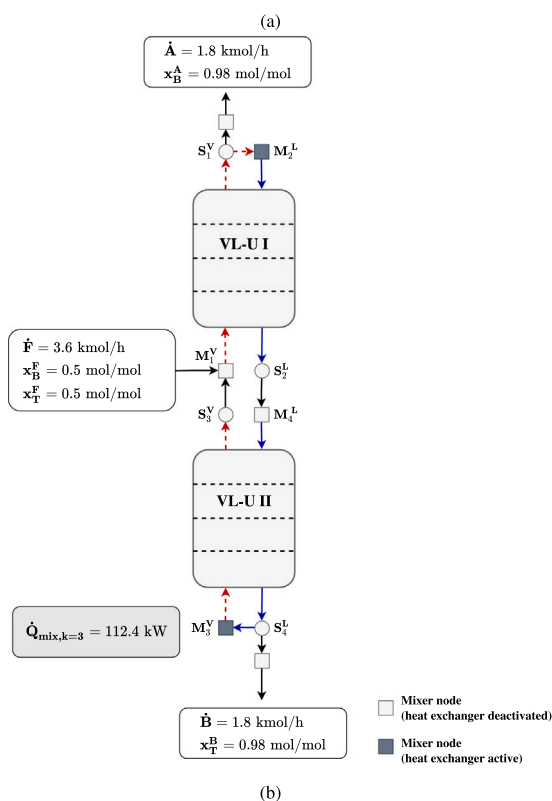 (a)
Ȧ = 1.8 kmol/h
x_B^A = 0.98 mol/mol
S_1^V
M_2^L
VL-U I
Ḟ = 3.6 kmol/h
x_B^F = 0.5 mol/mol
x_T^F = 0.5 mol/mol
M_1^V
S_2^L
S_3^V
M_4^L
VL-U II
Q̇_mix,k=3 = 112.4 kW
M_3^V
S_4^L
Ḃ = 1.8 kmol/h
x_T^B = 0.98 mol/mol
Mixer node
(heat exchanger deactivated)
Mixer node
(heat exchanger active)
(b)